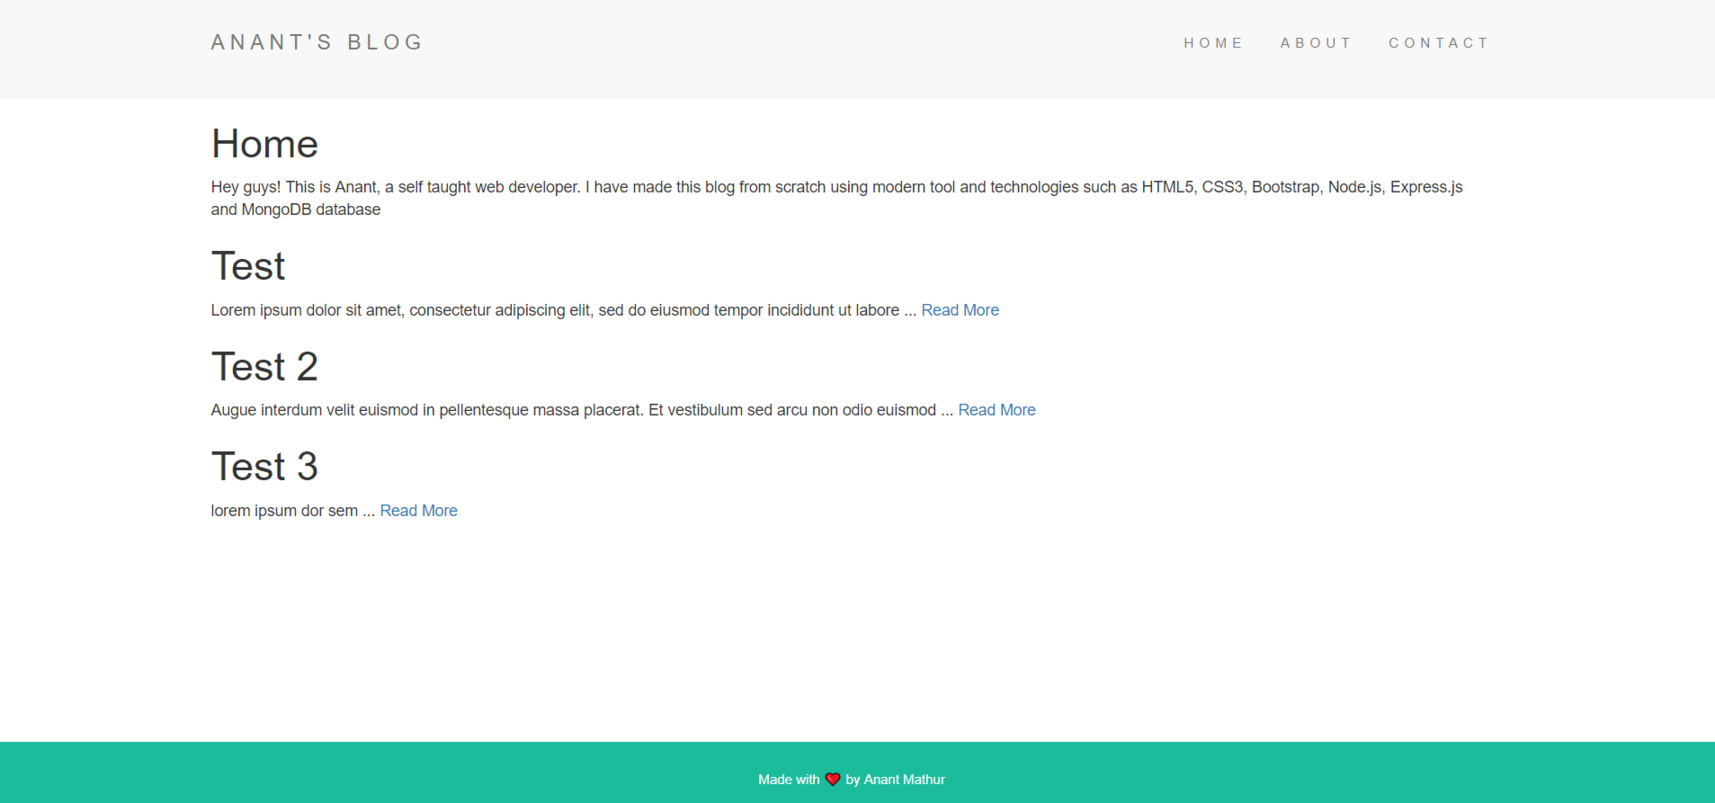 ANANT'S BLOG
HOME ABOUT CONTACT
Home
Hey guys! This is Anant, a self taught web developer. I have made this blog from scratch using modern tool and technologies such as HTML5, CSS3, Bootstrap, Node.js, Express.js
and MongoDB database
Test
Lorem ipsum dolor sit amet, consectetur adipiscing elit, sed do eiusmod tempor incididunt ut labore ... Read More
Test 2
Augue interdum velit euismod in pellentesque massa placerat. Et vestibulum sed arcu non odio euismod ... Read More
Test 3
lorem ipsum dor sem ... Read More
Made with ❤️ by Anant Mathur